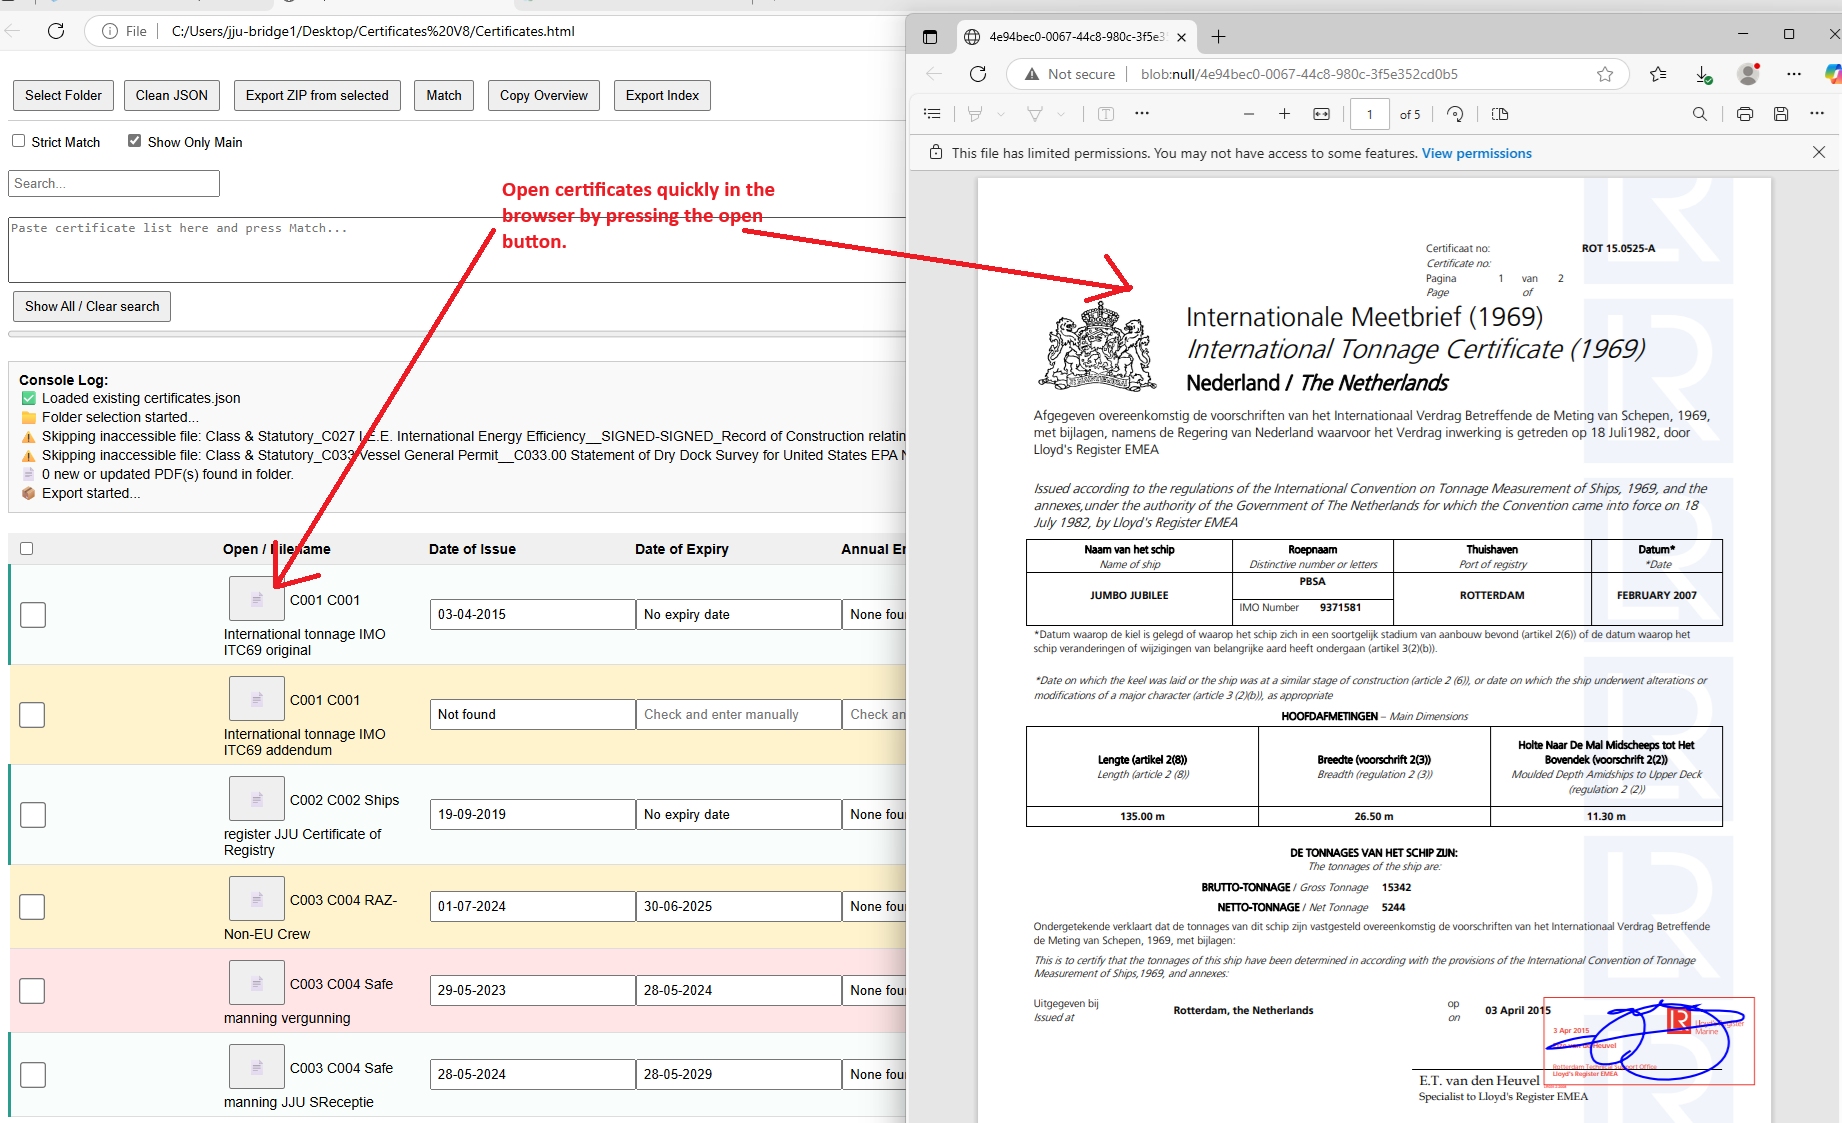 File
C:/Users/jju-bridge1/Desktop/Certificates%20V8/Certificates.html
Select Folder
Clean JSON
Export ZIP from selected
Match
Copy Overview
Export Index
Strict Match
Show Only Main
Search...
Paste certificate list here and press Match...
Show All / Clear search
Open certificates quickly in the
browser by pressing the open
button.
Console Log:
Loaded existing certificates.json
Folder selection started...
Skipping inaccessible file: Class & Statutory_C027 I.E.E. International Energy Efficiency__SIGNED-SIGNED_Record of Construction relatin
Skipping inaccessible file: Class & Statutory_C033 Vessel General Permit__C033.00 Statement of Dry Dock Survey for United States EPA
0 new or updated PDF(s) found in folder.
Export started...
Open / Filename
Date of Issue
Date of Expiry
Annual
C001 C001
International tonnage IMO
ITC69 original
03-04-2015
No expiry date
None fou
C001 C001
International tonnage IMO
ITC69 addendum
Not found
Check and enter manually
Check an
C002 C002 Ships
register JJU Certificate of
Registry
19-09-2019
No expiry date
None fou
C003 C004 RAZ-
Non-EU Crew
01-07-2024
30-06-2025
None fou
C003 C004 Safe
manning vergunning
29-05-2023
28-05-2024
None fou
C003 C004 Safe
manning JJU SReceptie
28-05-2024
28-05-2029
None fou
4e94bec0-0067-44c8-980c-3f5e3
Not secure
blob:null/4e94bec0-0067-44c8-980c-3f5e352cd0b5
1 of 5
This file has limited permissions. You may not have access to some features. View permissions
Certificaat no: ROT 15.0525-A
Certificate no:
Pagina 1 van 2
Page of
Internationale Meetbrief (1969)
International Tonnage Certificate (1969)
Nederland / The Netherlands
Afgegeven overeenkomstig de voorschriften van het Internationaal Verdrag Betreffende de Meting van Schepen, 1969,
met bijlagen, namens de Regering van Nederland waarvoor het Verdrag inwerking is getreden op 18 Juli1982, door
Lloyd's Register EMEA
Issued according to the regulations of the International Convention on Tonnage Measurement of Ships, 1969, and the
annexes,under the authority of the Government of The Netherlands for which the Convention came into force on 18
July 1982, by Lloyd's Register EMEA
Naam van het schip
Name of ship
Roepnaam
Distinctive number or letters
Thuishaven
Port of registry
Datum*
*Date
JUMBO JUBILEE
PBSA
IMO Number 9371581
ROTTERDAM
FEBRUARY 2007
*Datum waarop de kiel is gelegd of waarop het schip zich in een soortgelijk stadium van aanbouw bevond (artikel 2(6)) of de datum waarop het
schip veranderingen of wijzigingen van belangrijke aard heeft ondergaan (artikel 3(2)(b)).
*Date on which the keel was laid or the ship was at a similar stage of construction (article 2 (6)), or date on which the ship underwent alterations or
modifications of a major character (article 3 (2)(b)), as appropriate
HOOFDAFMETINGEN – Main Dimensions
Lengte (artikel 2(8))
Length (article 2 (8))
Breedte (voorschrift 2(3))
Breadth (regulation 2 (3))
Holte Naar De Mal Midscheeps tot Het
Bovendek (voorschrift 2(2))
Moulded Depth Amidships to Upper Deck
(regulation 2 (2))
135.00 m
26.50 m
11.30 m
DE TONNAGES VAN HET SCHIP ZIJN:
The tonnages of the ship are:
BRUTTO-TONNAGE / Gross Tonnage 15342
NETTO-TONNAGE / Net Tonnage 5244
Ondergetekende verklaart dat de tonnages van dit schip zijn vastgesteld overeenkomstig de voorschriften van het Internationaal Verdrag Betreffende
de Meting van Schepen, 1969, met bijlagen:
This is to certify that the tonnages of this ship have been determined in according with the provisions of the International Convention of Tonnage
Measurement of Ships,1969, and annexes:
Uitgegeven bij
Issued at
Rotterdam, the Netherlands
op
on
03 April 2015
3 Apr 2015
Rotterdam Technical Support Office
Lloyd's Register EMEA
E.T. van den Heuvel
Specialist to Lloyd's Register EMEA